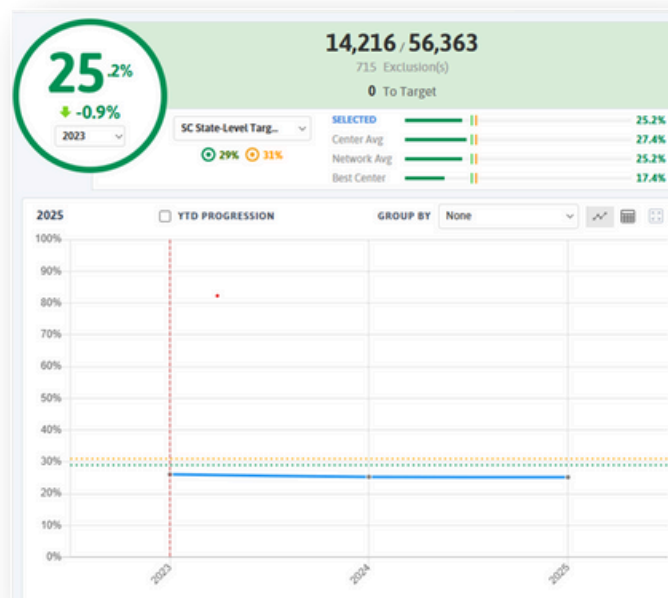 25.2%
-0.9%
2023
14,216 / 56,363
715 Exclusion(s)
0 To Target
SC State-Level Targ...
29% 31%
SELECTED 25.2%
Center Avg 27.4%
Network Avg 25.2%
Best Center 17.4%
2025 YTD PROGRESSION GROUP BY None
100%
90%
80%
70%
60%
50%
40%
30%
20%
10%
0%
2023 2024 2025